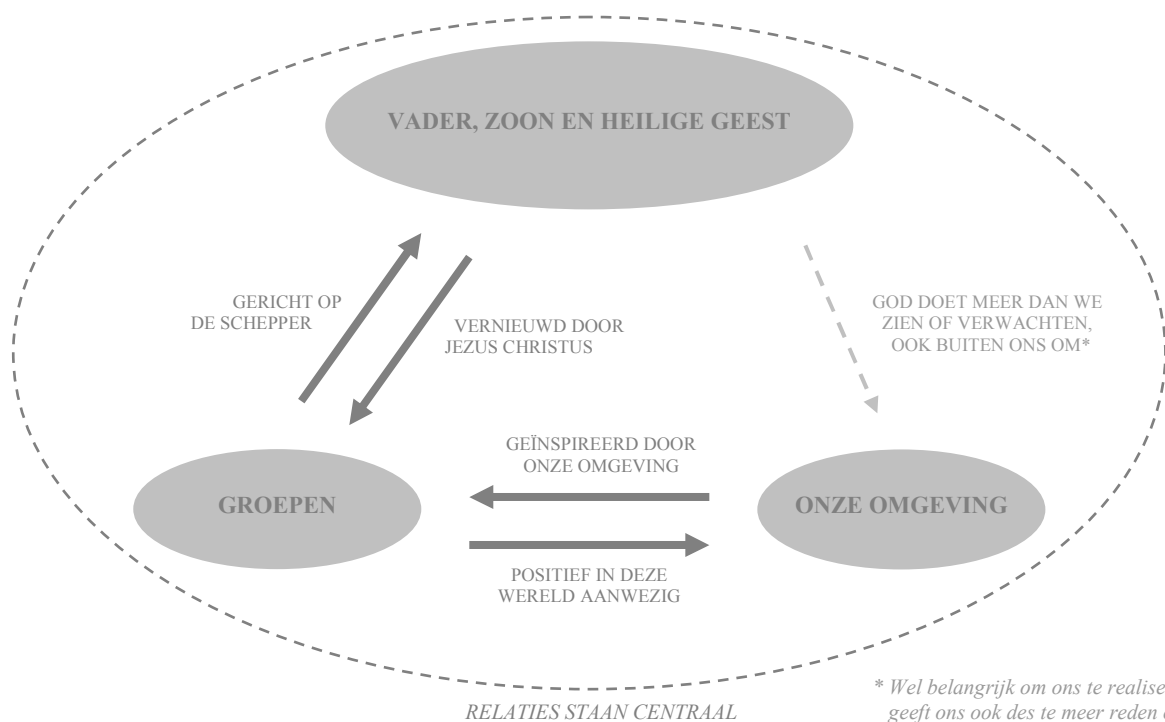 VADER, ZOON EN HEILIGE GEEST
GERICHT OP
DE SCHEPPER
VERNIEUWD DOOR
JEZUS CHRISTUS
GOD DOET MEER DAN WE
ZIEN OF VERWACHTEN,
OOK BUITEN ONS OM*
GEÏNSPIREERD DOOR
ONZE OMGEVING
GROEPEN
ONZE OMGEVING
POSITIEF IN DEZE
WERELD AANWEZIG
RELATIES STAAN CENTRAAL
* Wel belangrijk om ons te realise
geeft ons ook des te meer reden